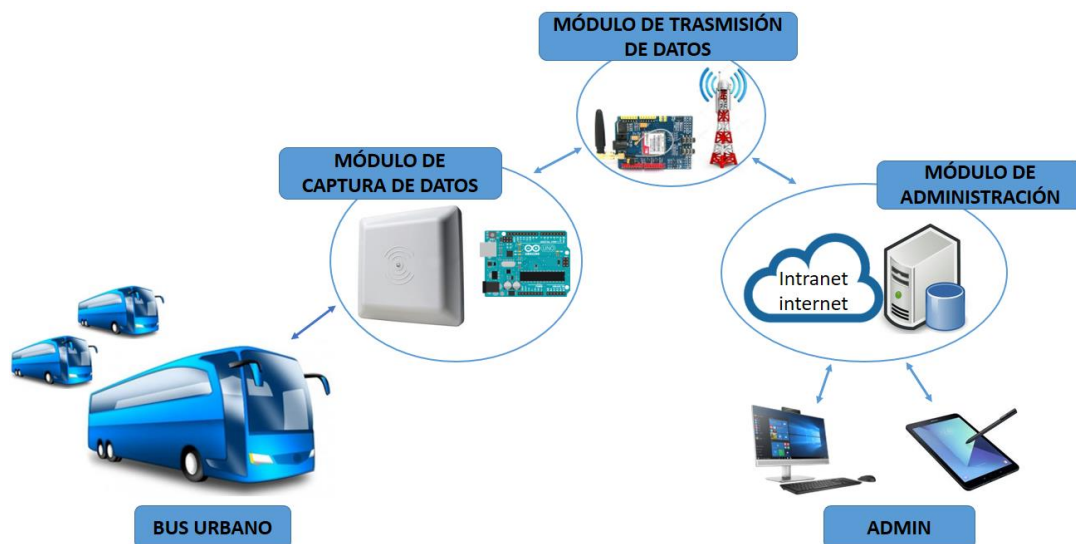 MÓDULO DE TRASMISIÓN
DE DATOS
MÓDULO DE
CAPTURA DE DATOS
MÓDULO DE
ADMINISTRACIÓN
Intranet
internet
BUS URBANO
ADMIN